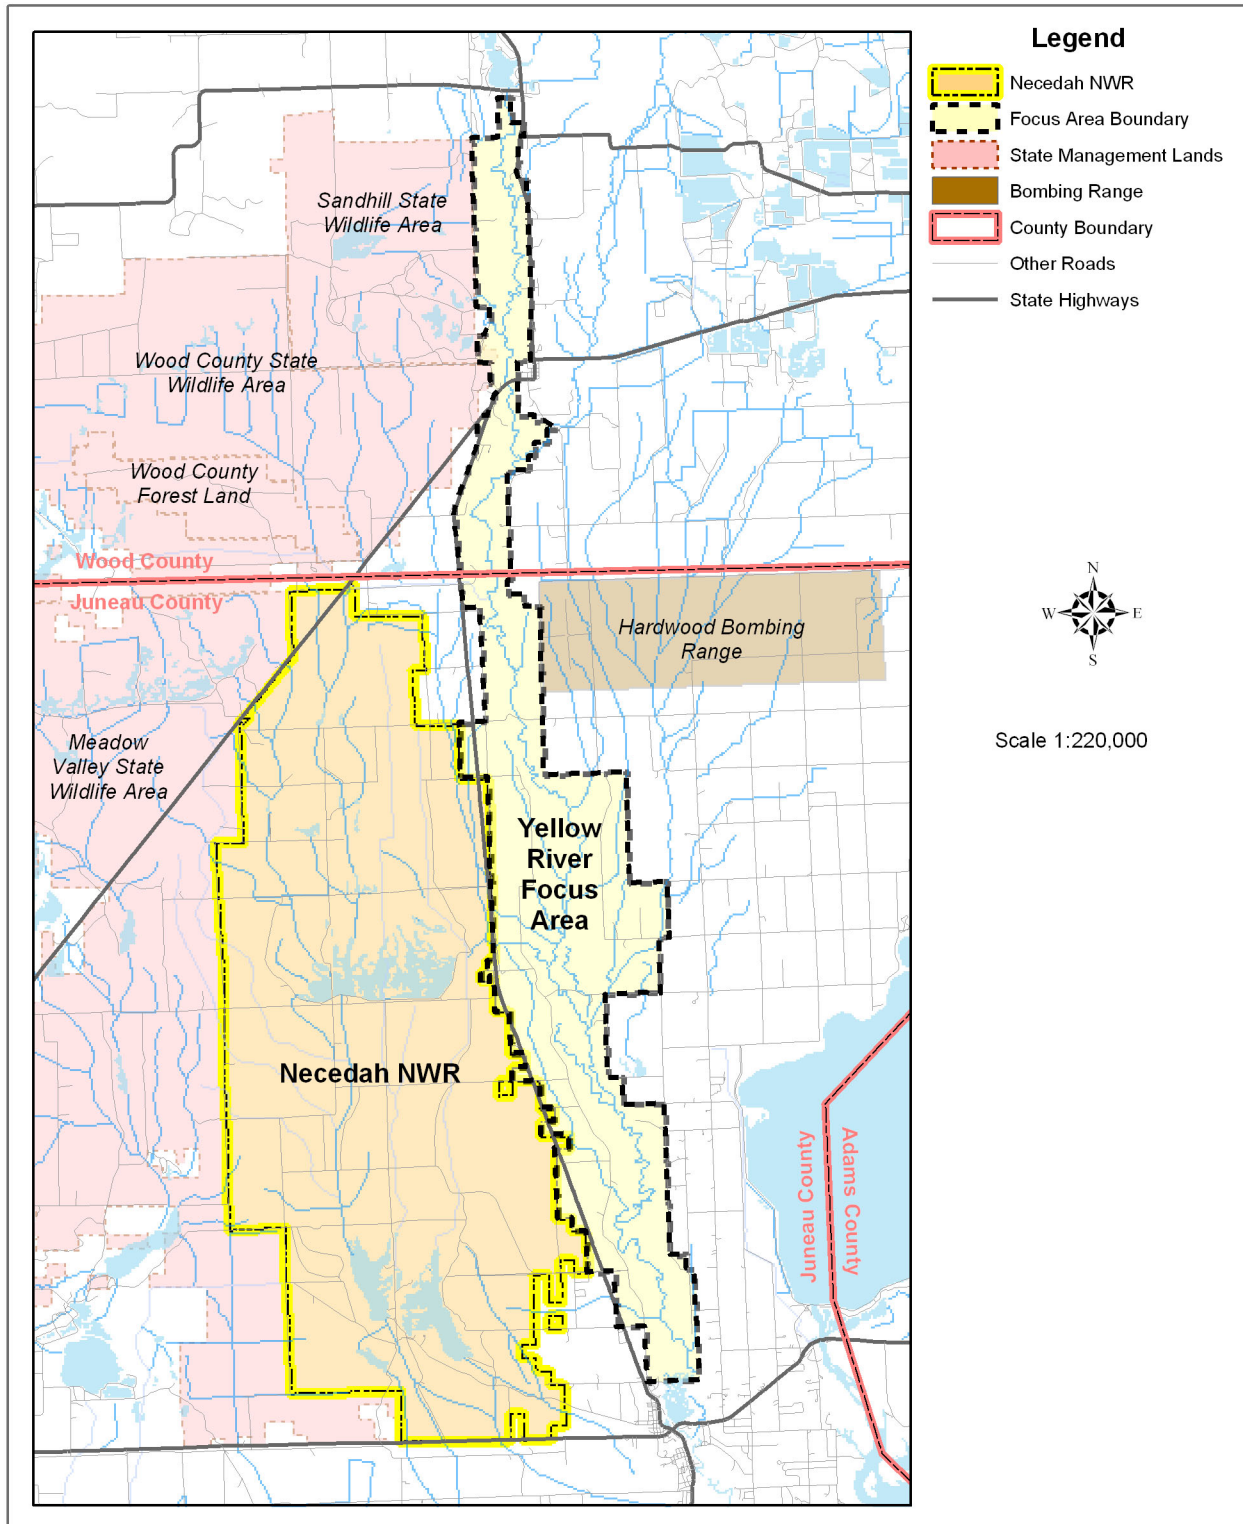 Legend
Necedah NWR
Focus Area Boundary
State Management Lands
Bombing Range
County Boundary
Other Roads
State Highways
N
W
E
S
Scale 1:220,000
Sandhill State
Wildlife Area
Wood County State
Wildlife Area
Wood County
Forest Land
Wood County
Juneau County
Hardwood Bombing
Range
Meadow
Valley State
Wildlife Area
Yellow
River
Focus
Area
Necedah NWR
Juneau County
Adams County